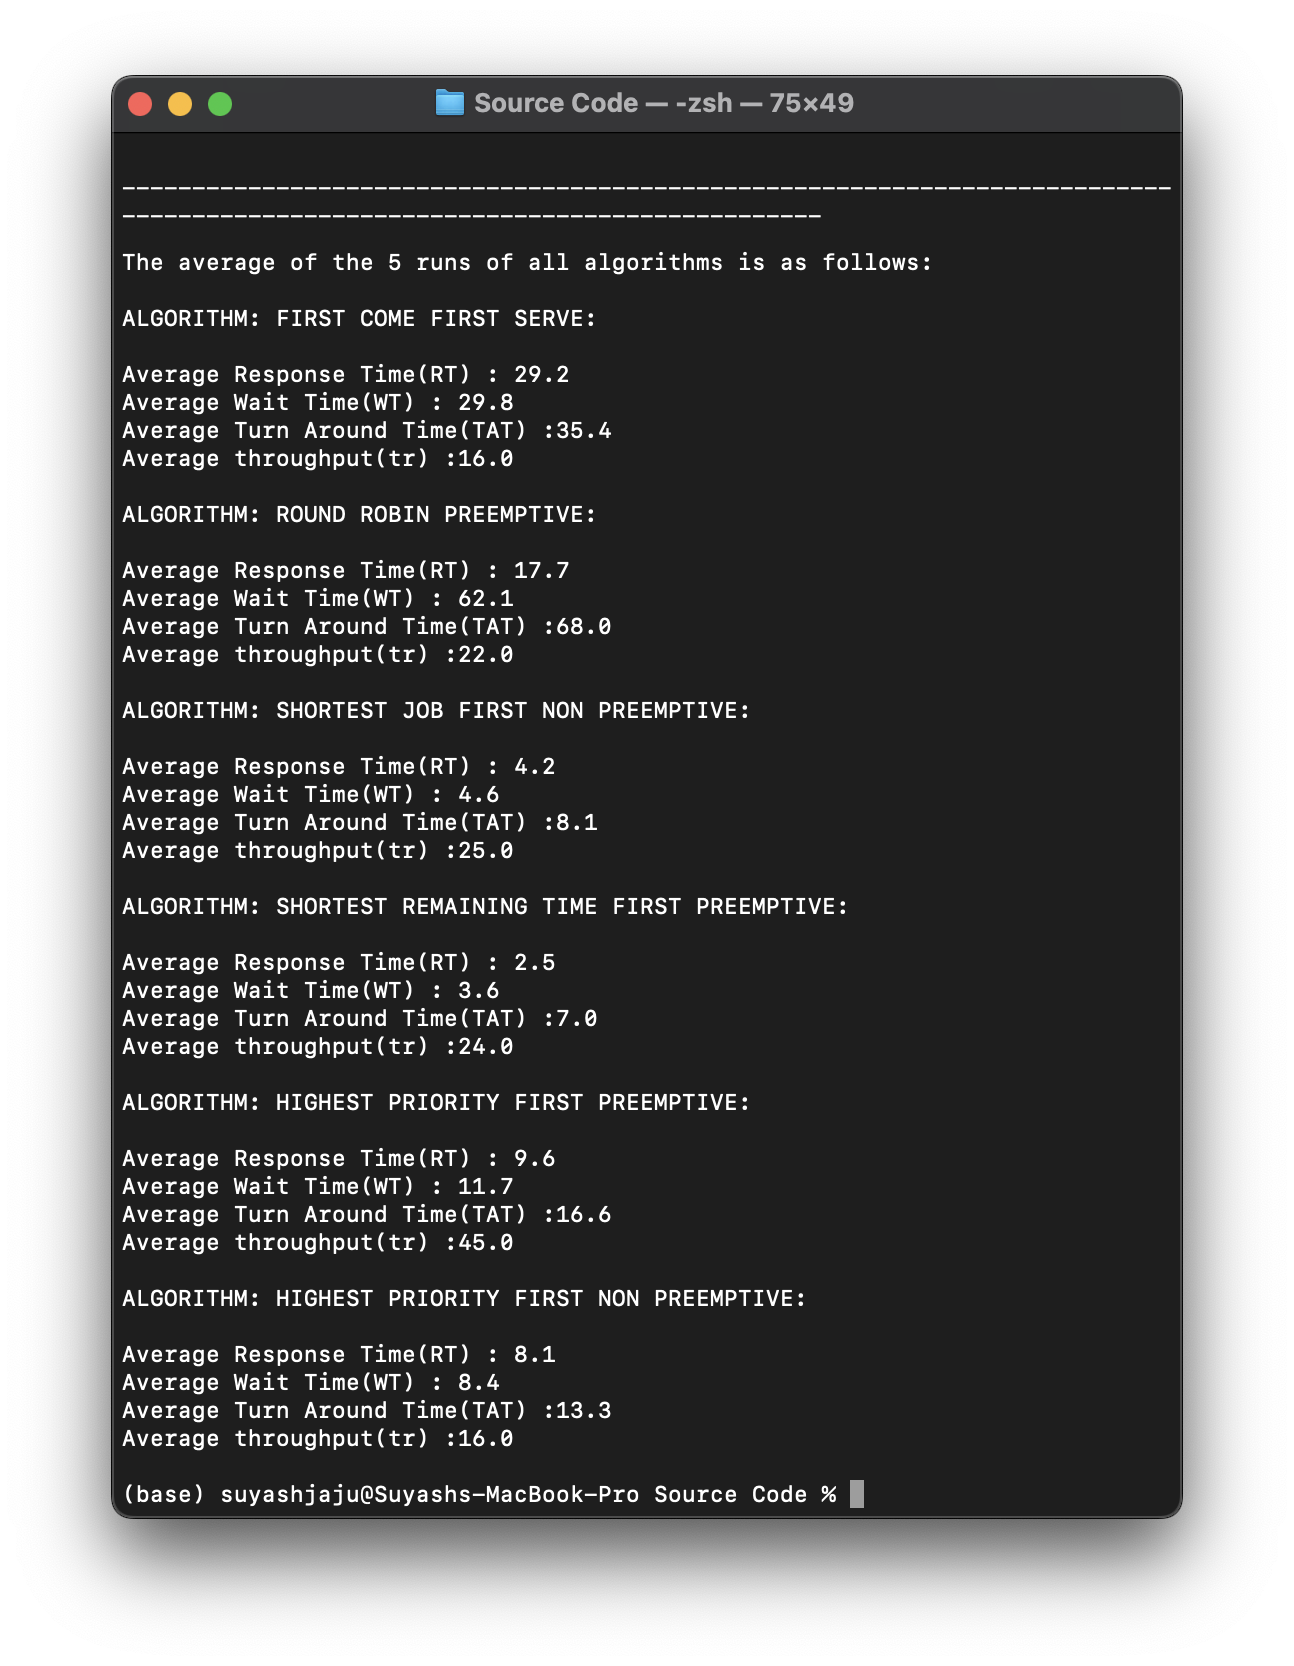 Source Code — -zsh — 75×49
---------------------------------------------------------------------------
--------------------------------------------------
The average of the 5 runs of all algorithms is as follows:
ALGORITHM: FIRST COME FIRST SERVE:
Average Response Time(RT) : 29.2
Average Wait Time(WT) : 29.8
Average Turn Around Time(TAT) :35.4
Average throughput(tr) :16.0
ALGORITHM: ROUND ROBIN PREEMPTIVE:
Average Response Time(RT) : 17.7
Average Wait Time(WT) : 62.1
Average Turn Around Time(TAT) :68.0
Average throughput(tr) :22.0
ALGORITHM: SHORTEST JOB FIRST NON PREEMPTIVE:
Average Response Time(RT) : 4.2
Average Wait Time(WT) : 4.6
Average Turn Around Time(TAT) :8.1
Average throughput(tr) :25.0
ALGORITHM: SHORTEST REMAINING TIME FIRST PREEMPTIVE:
Average Response Time(RT) : 2.5
Average Wait Time(WT) : 3.6
Average Turn Around Time(TAT) :7.0
Average throughput(tr) :24.0
ALGORITHM: HIGHEST PRIORITY FIRST PREEMPTIVE:
Average Response Time(RT) : 9.6
Average Wait Time(WT) : 11.7
Average Turn Around Time(TAT) :16.6
Average throughput(tr) :45.0
ALGORITHM: HIGHEST PRIORITY FIRST NON PREEMPTIVE:
Average Response Time(RT) : 8.1
Average Wait Time(WT) : 8.4
Average Turn Around Time(TAT) :13.3
Average throughput(tr) :16.0
(base) suyashjaju@Suyashs-MacBook-Pro Source Code %